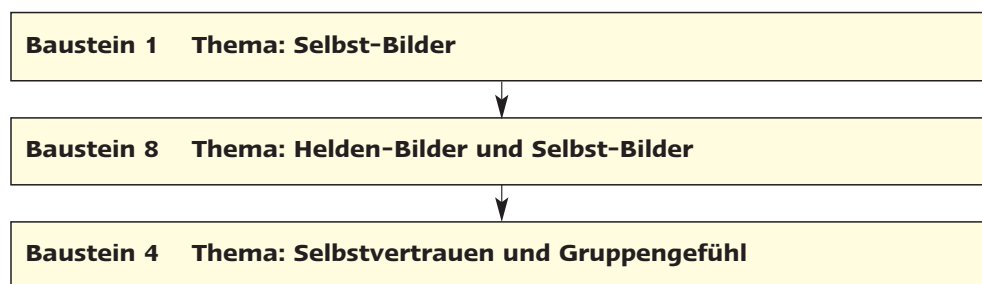 Baustein 1 Thema: Selbst-Bilder
Baustein 8 Thema: Helden-Bilder und Selbst-Bilder
Baustein 4 Thema: Selbstvertrauen und Gruppengefühl